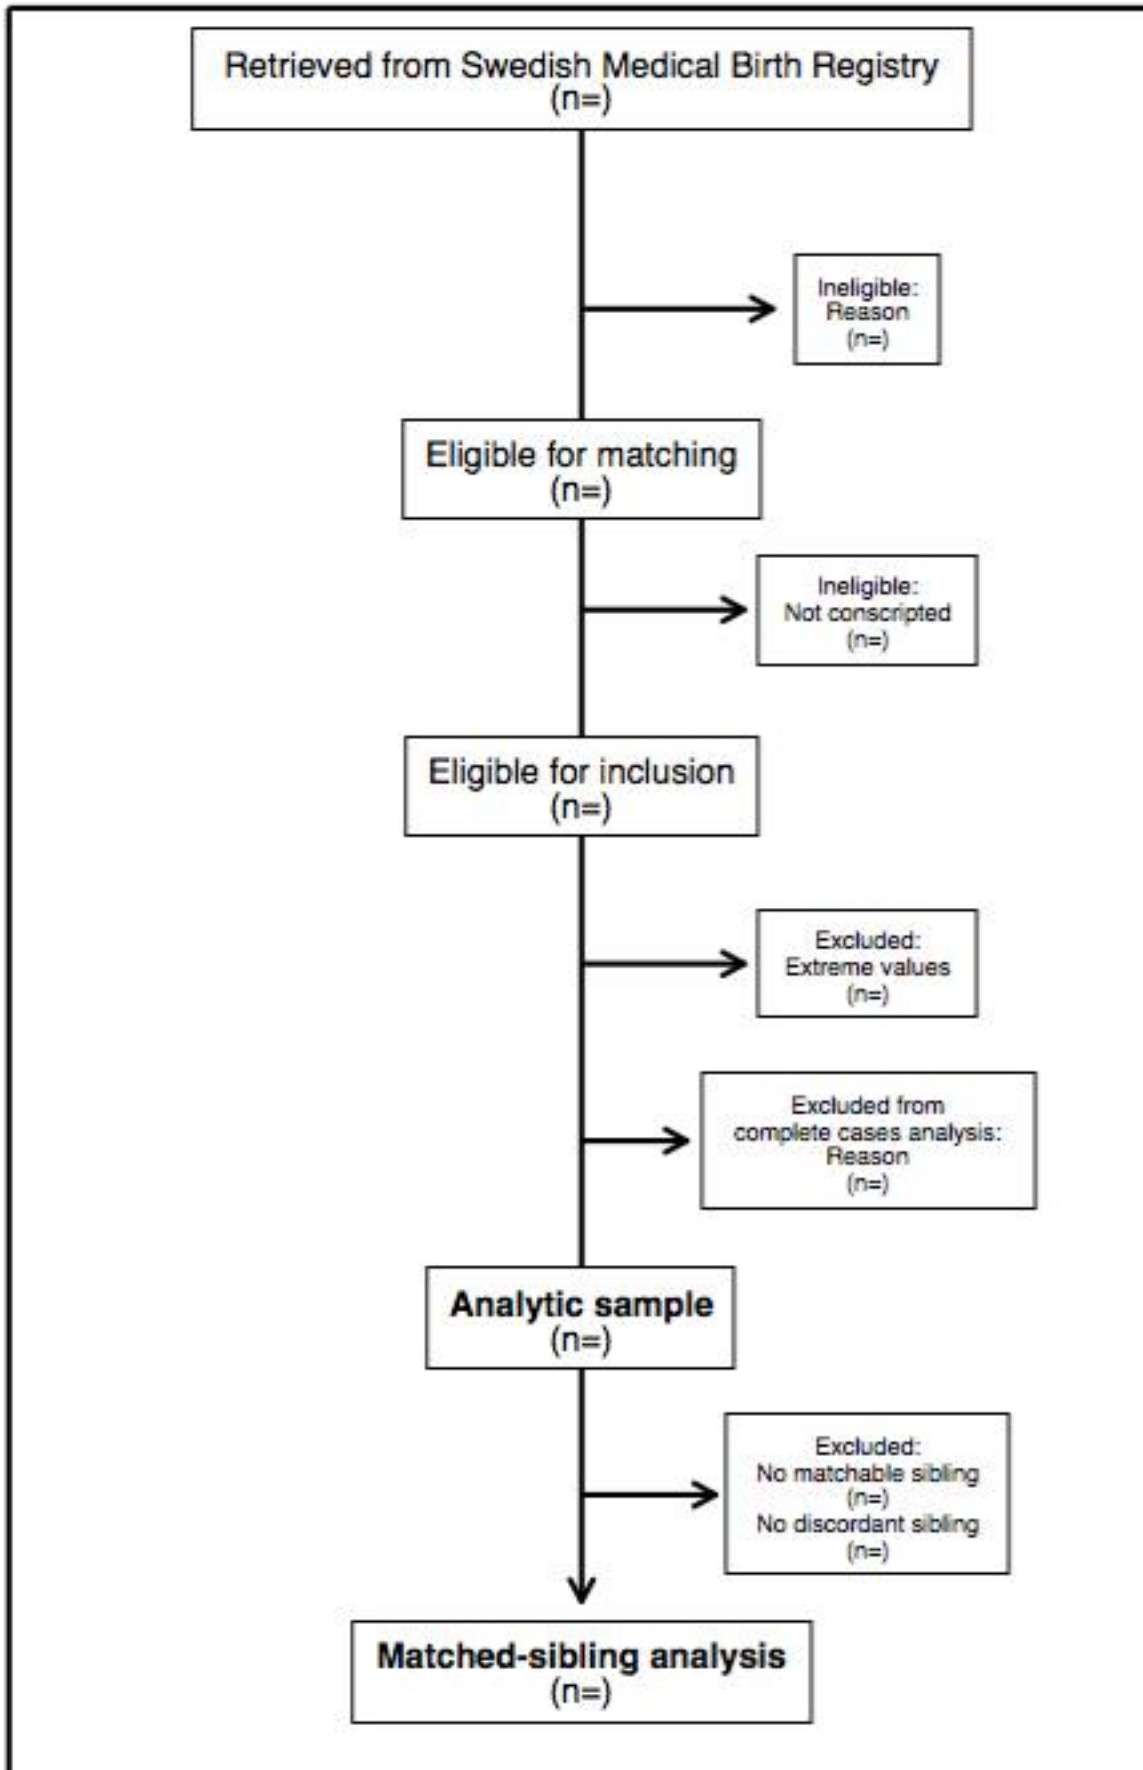 Retrieved from Swedish Medical Birth Registry
(n=)
Ineligible:
Reason
(n=)
Eligible for matching
(n=)
Ineligible:
Not conscripted
(n=)
Eligible for inclusion
(n=)
Excluded:
Extreme values
(n=)
Excluded from
complete cases analysis:
Reason
(n=)
Analytic sample
(n=)
Excluded:
No matchable sibling
(n=)
No discordant sibling
(n=)
Matched-sibling analysis
(n=)